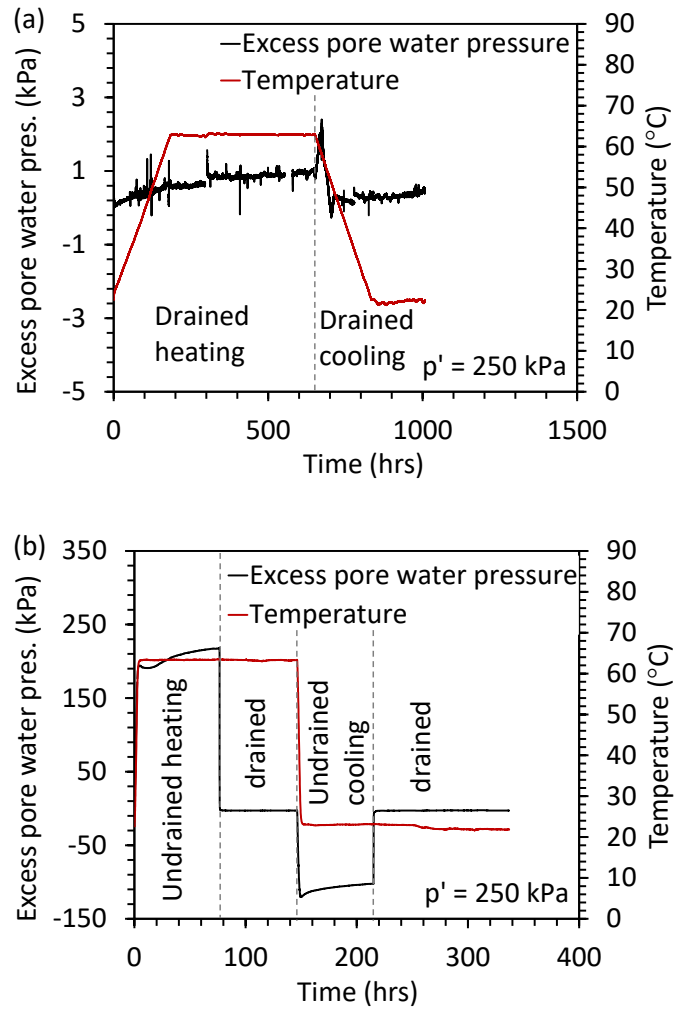 (a)
Excess pore water pres. (kPa)
5
3
1
-1
-3
-5
Excess pore water pressure
Temperature
Drained
heating
Drained
cooling
p' = 250 kPa
90
80
70
60
50
40
30
20
10
0
Temperature (°C)
0
500
1000
1500
Time (hrs)
(b)
Excess pore water pres. (kPa)
350
250
150
50
-50
-150
Excess pore water pressure
Temperature
Undrained heating
drained
Undrained
cooling
drained
p' = 250 kPa
90
80
70
60
50
40
30
20
10
0
Temperature (°C)
0
100
200
300
400
Time (hrs)